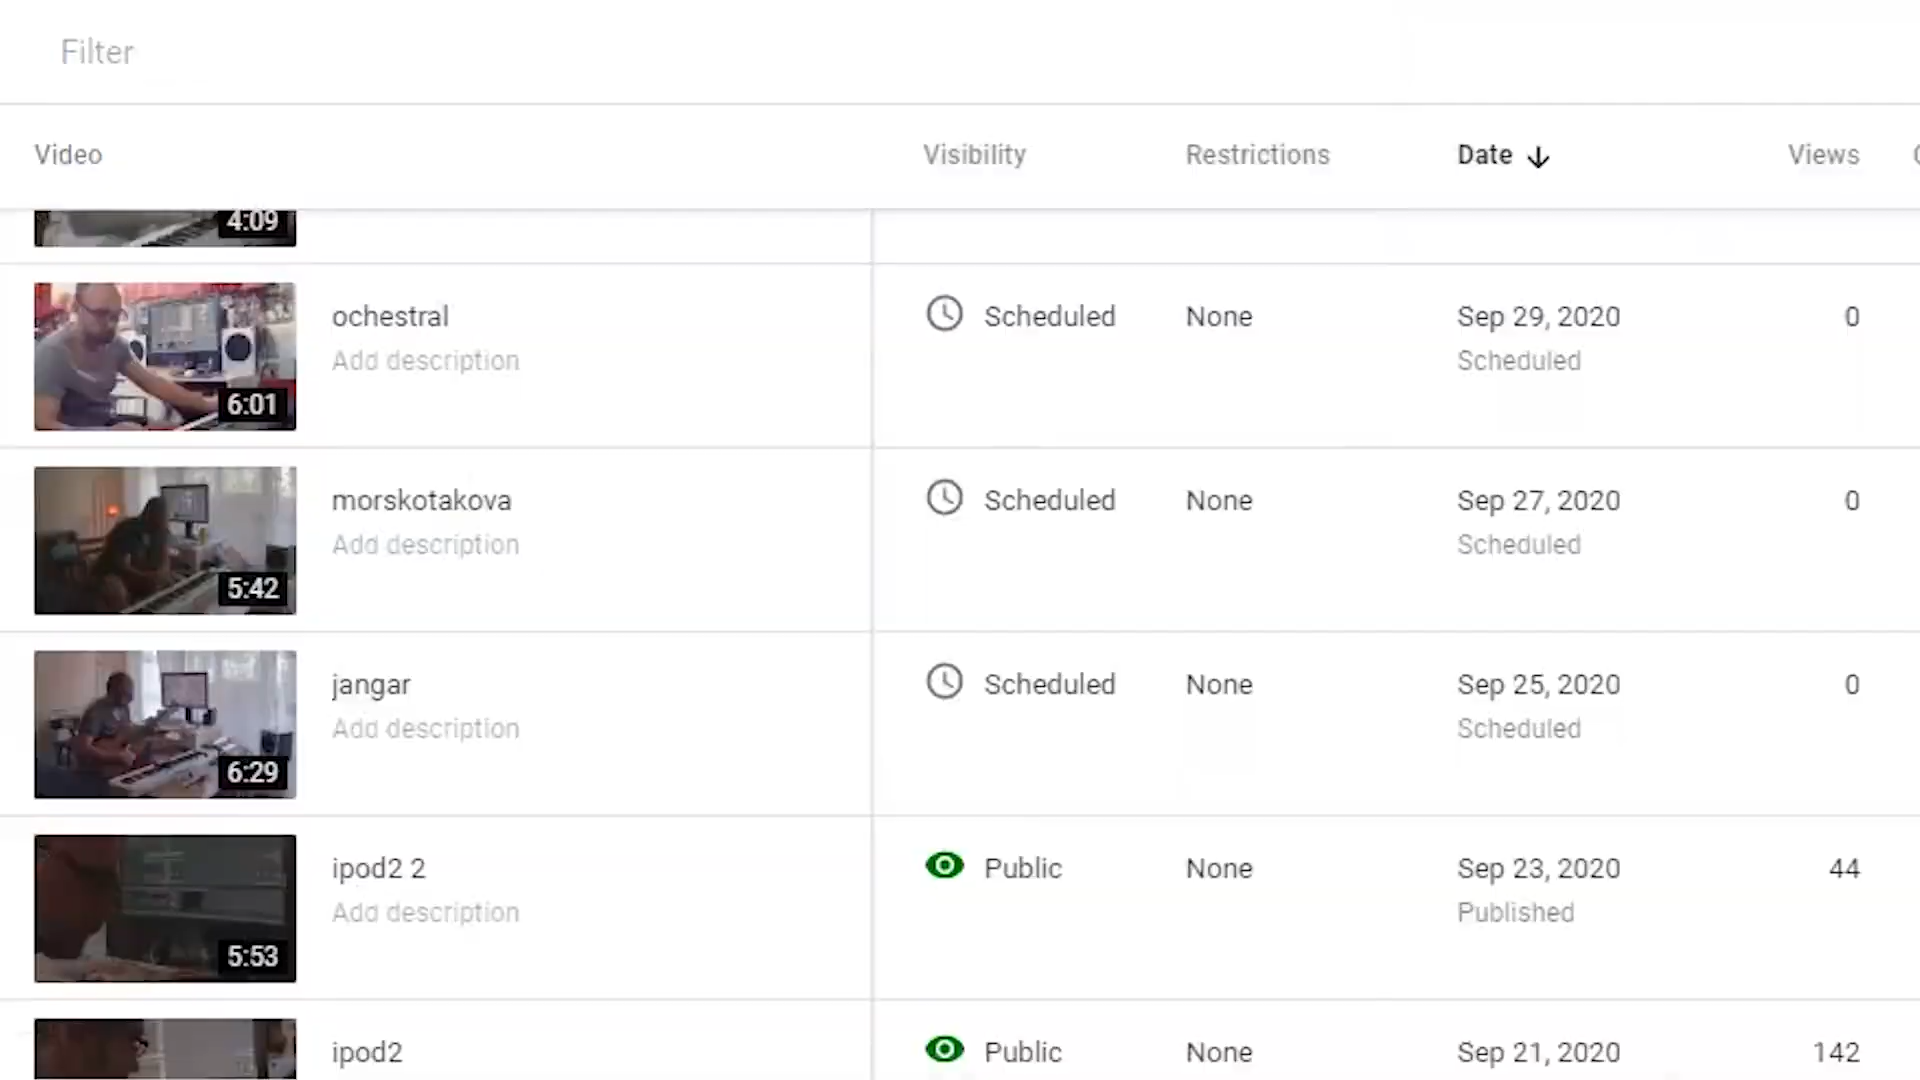 Filter
Video Visibility Restrictions Date Views
4:09
ochestral Scheduled None Sep 29, 2020 0
Add description Scheduled
6:01
morskotakova Scheduled None Sep 27, 2020 0
Add description Scheduled
5:42
jangar Scheduled None Sep 25, 2020 0
Add description Scheduled
6:29
ipod2 2 Public None Sep 23, 2020 44
Add description Published
5:53
ipod2 Public None Sep 21, 2020 142